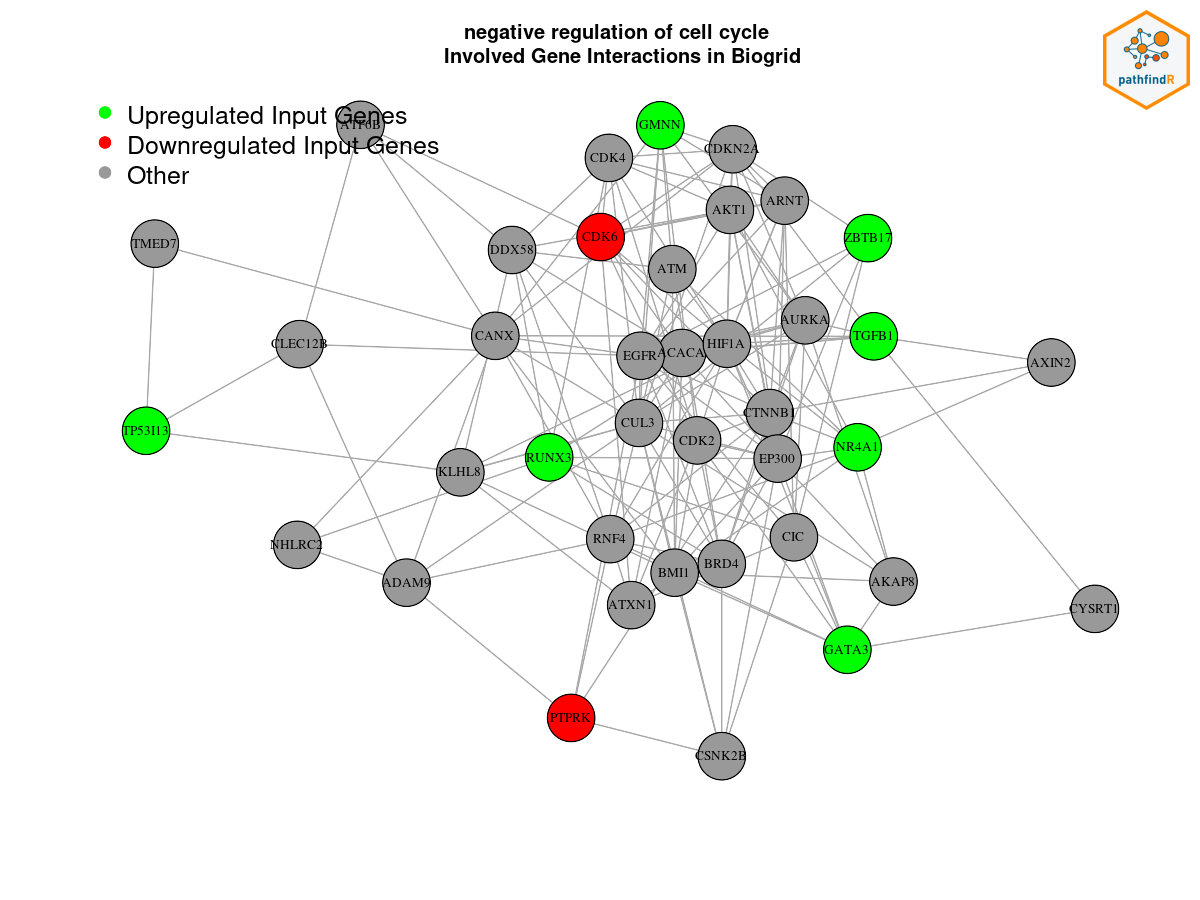 negative regulation of cell cycle
Involved Gene Interactions in Biogrid
pathfindR
Upregulated Input Genes
Downregulated Input Genes
Other
ATF6B
GMNN
CDK4
CDKN2A
ARNT
AKT1
TMED7
DDX58
CDK6
ZBTB17
ATM
CANX
AURKA
TGFB1
CLEC12B
EGFR
ACACA
HIF1A
AXIN2
TP53I13
CUL3
CDK2
CTNNB1
NR4A1
KLHL8
RUNX3
EP300
NHLRC2
RNF4
CIC
ADAM9
BMI1
BRD4
AKAP8
ATXN1
CYSRT1
GATA3
PTPRK
CSNK2B